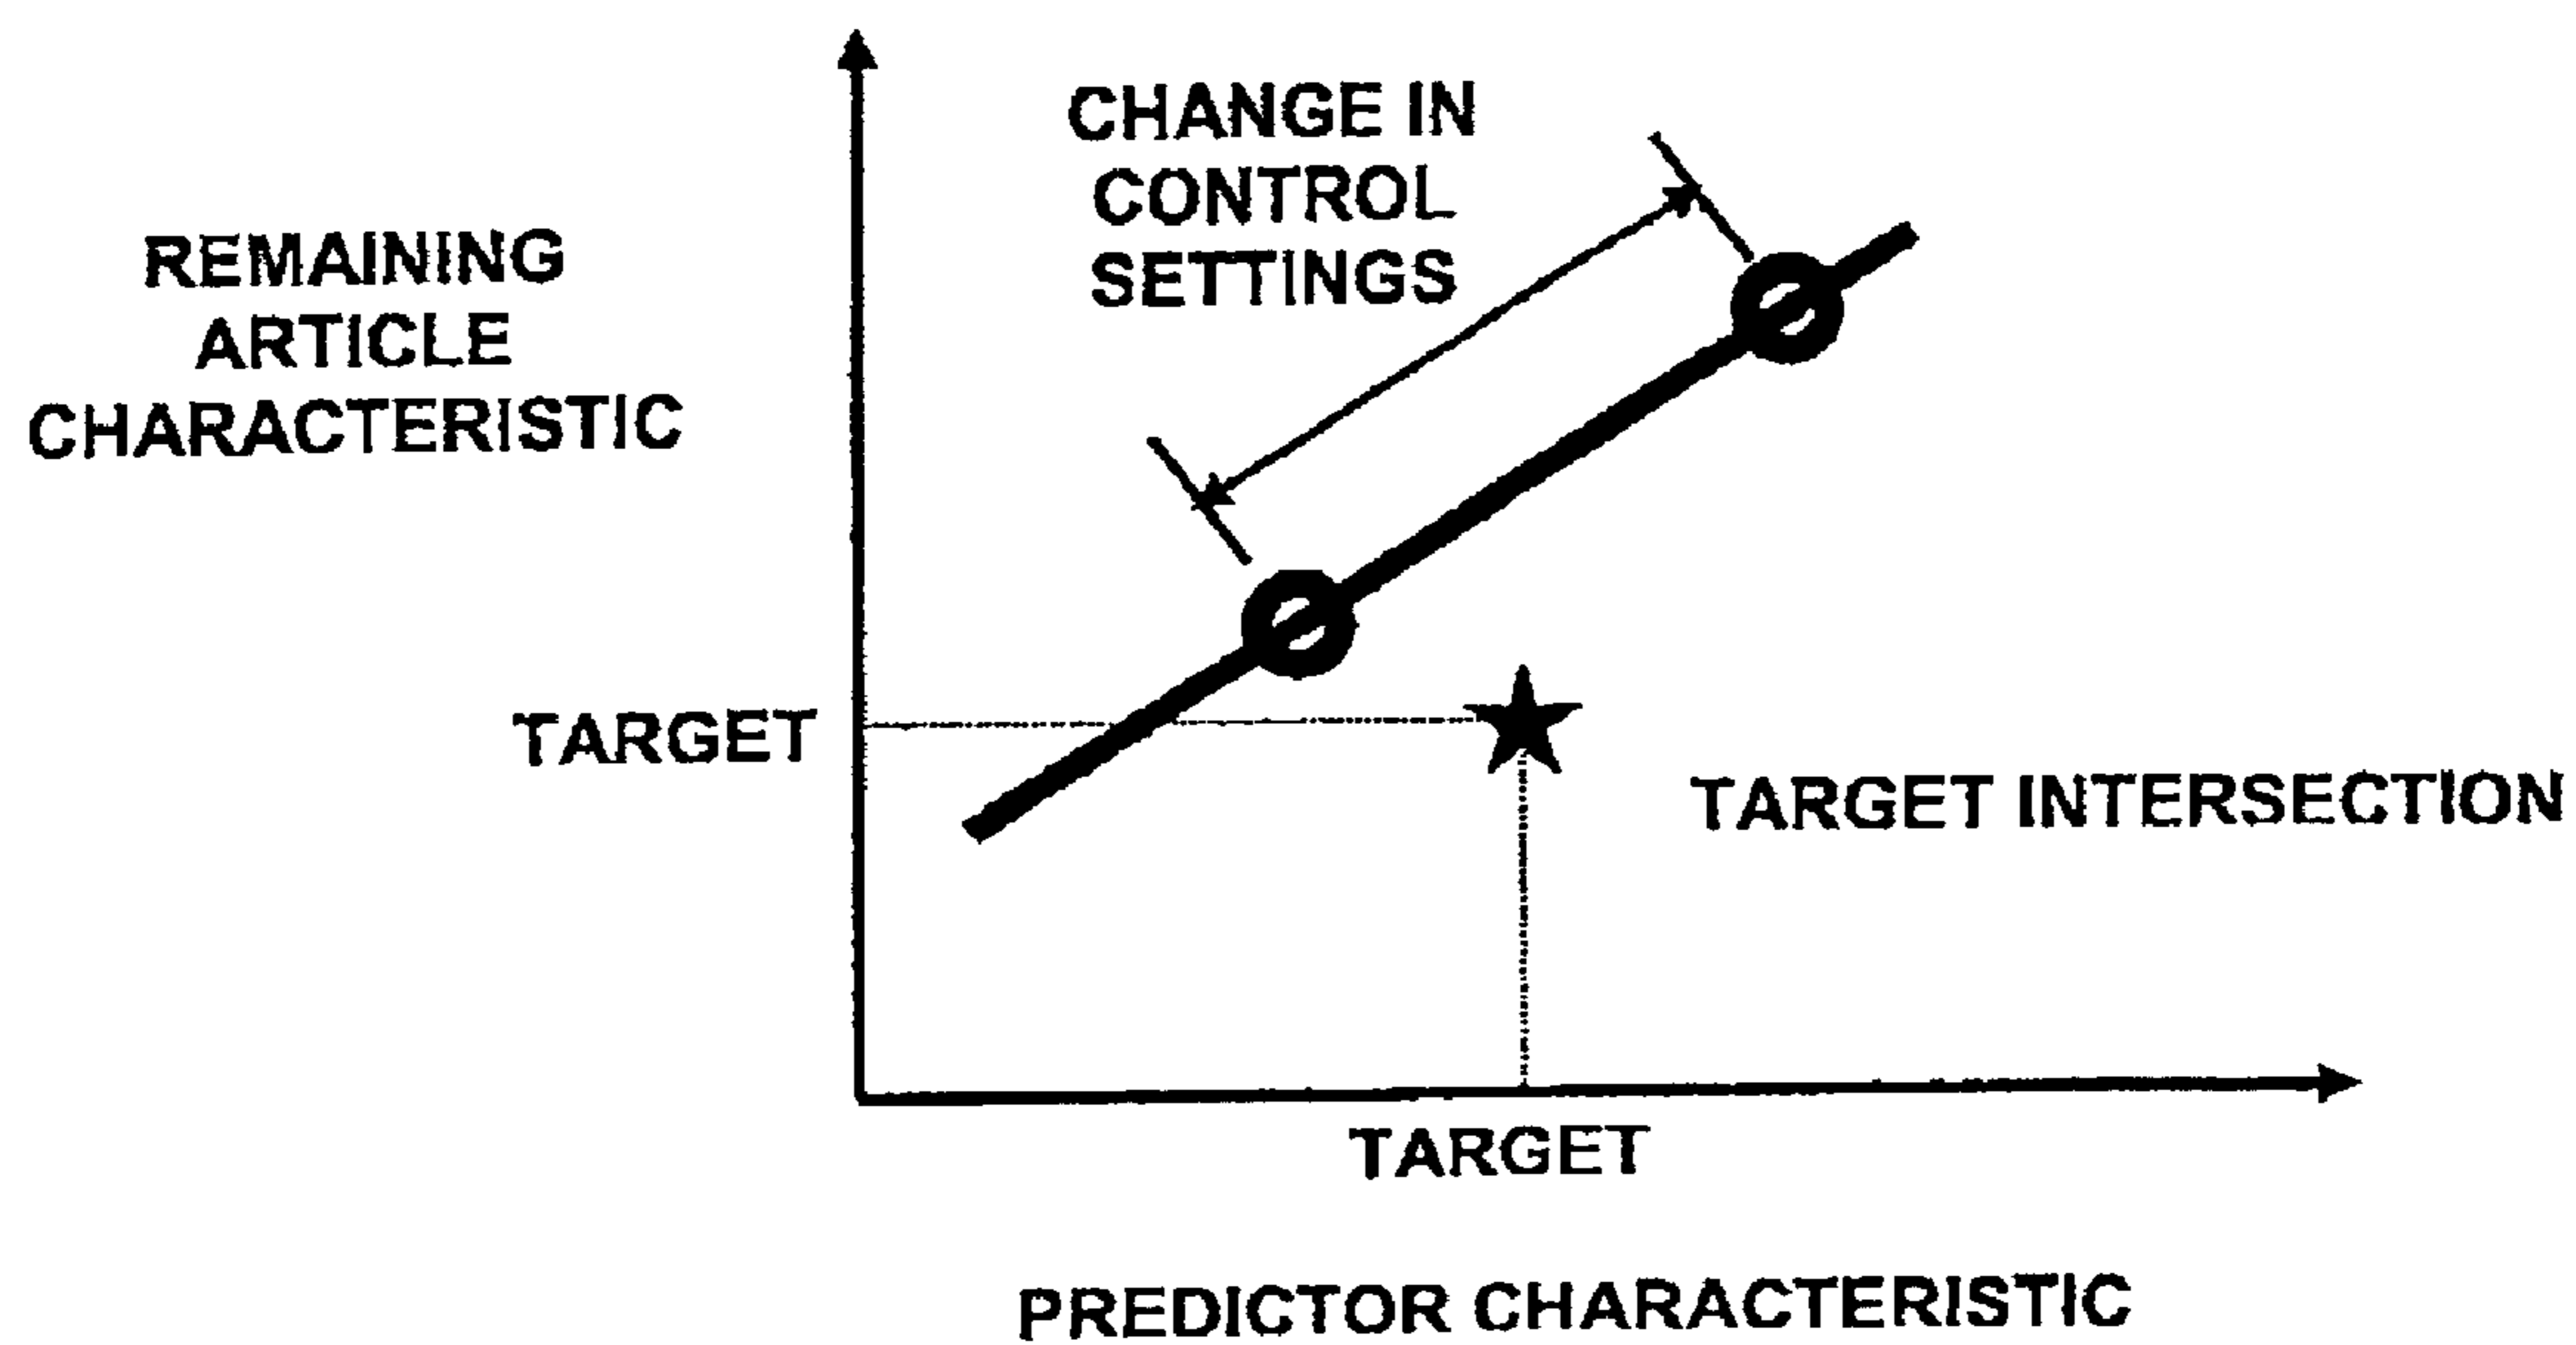 CHANGE IN
CONTROL
SETTINGS
REMAINING
ARTICLE
CHARACTERISTIC
TARGET
TARGET INTERSECTION
TARGET
PREDICTOR CHARACTERISTIC